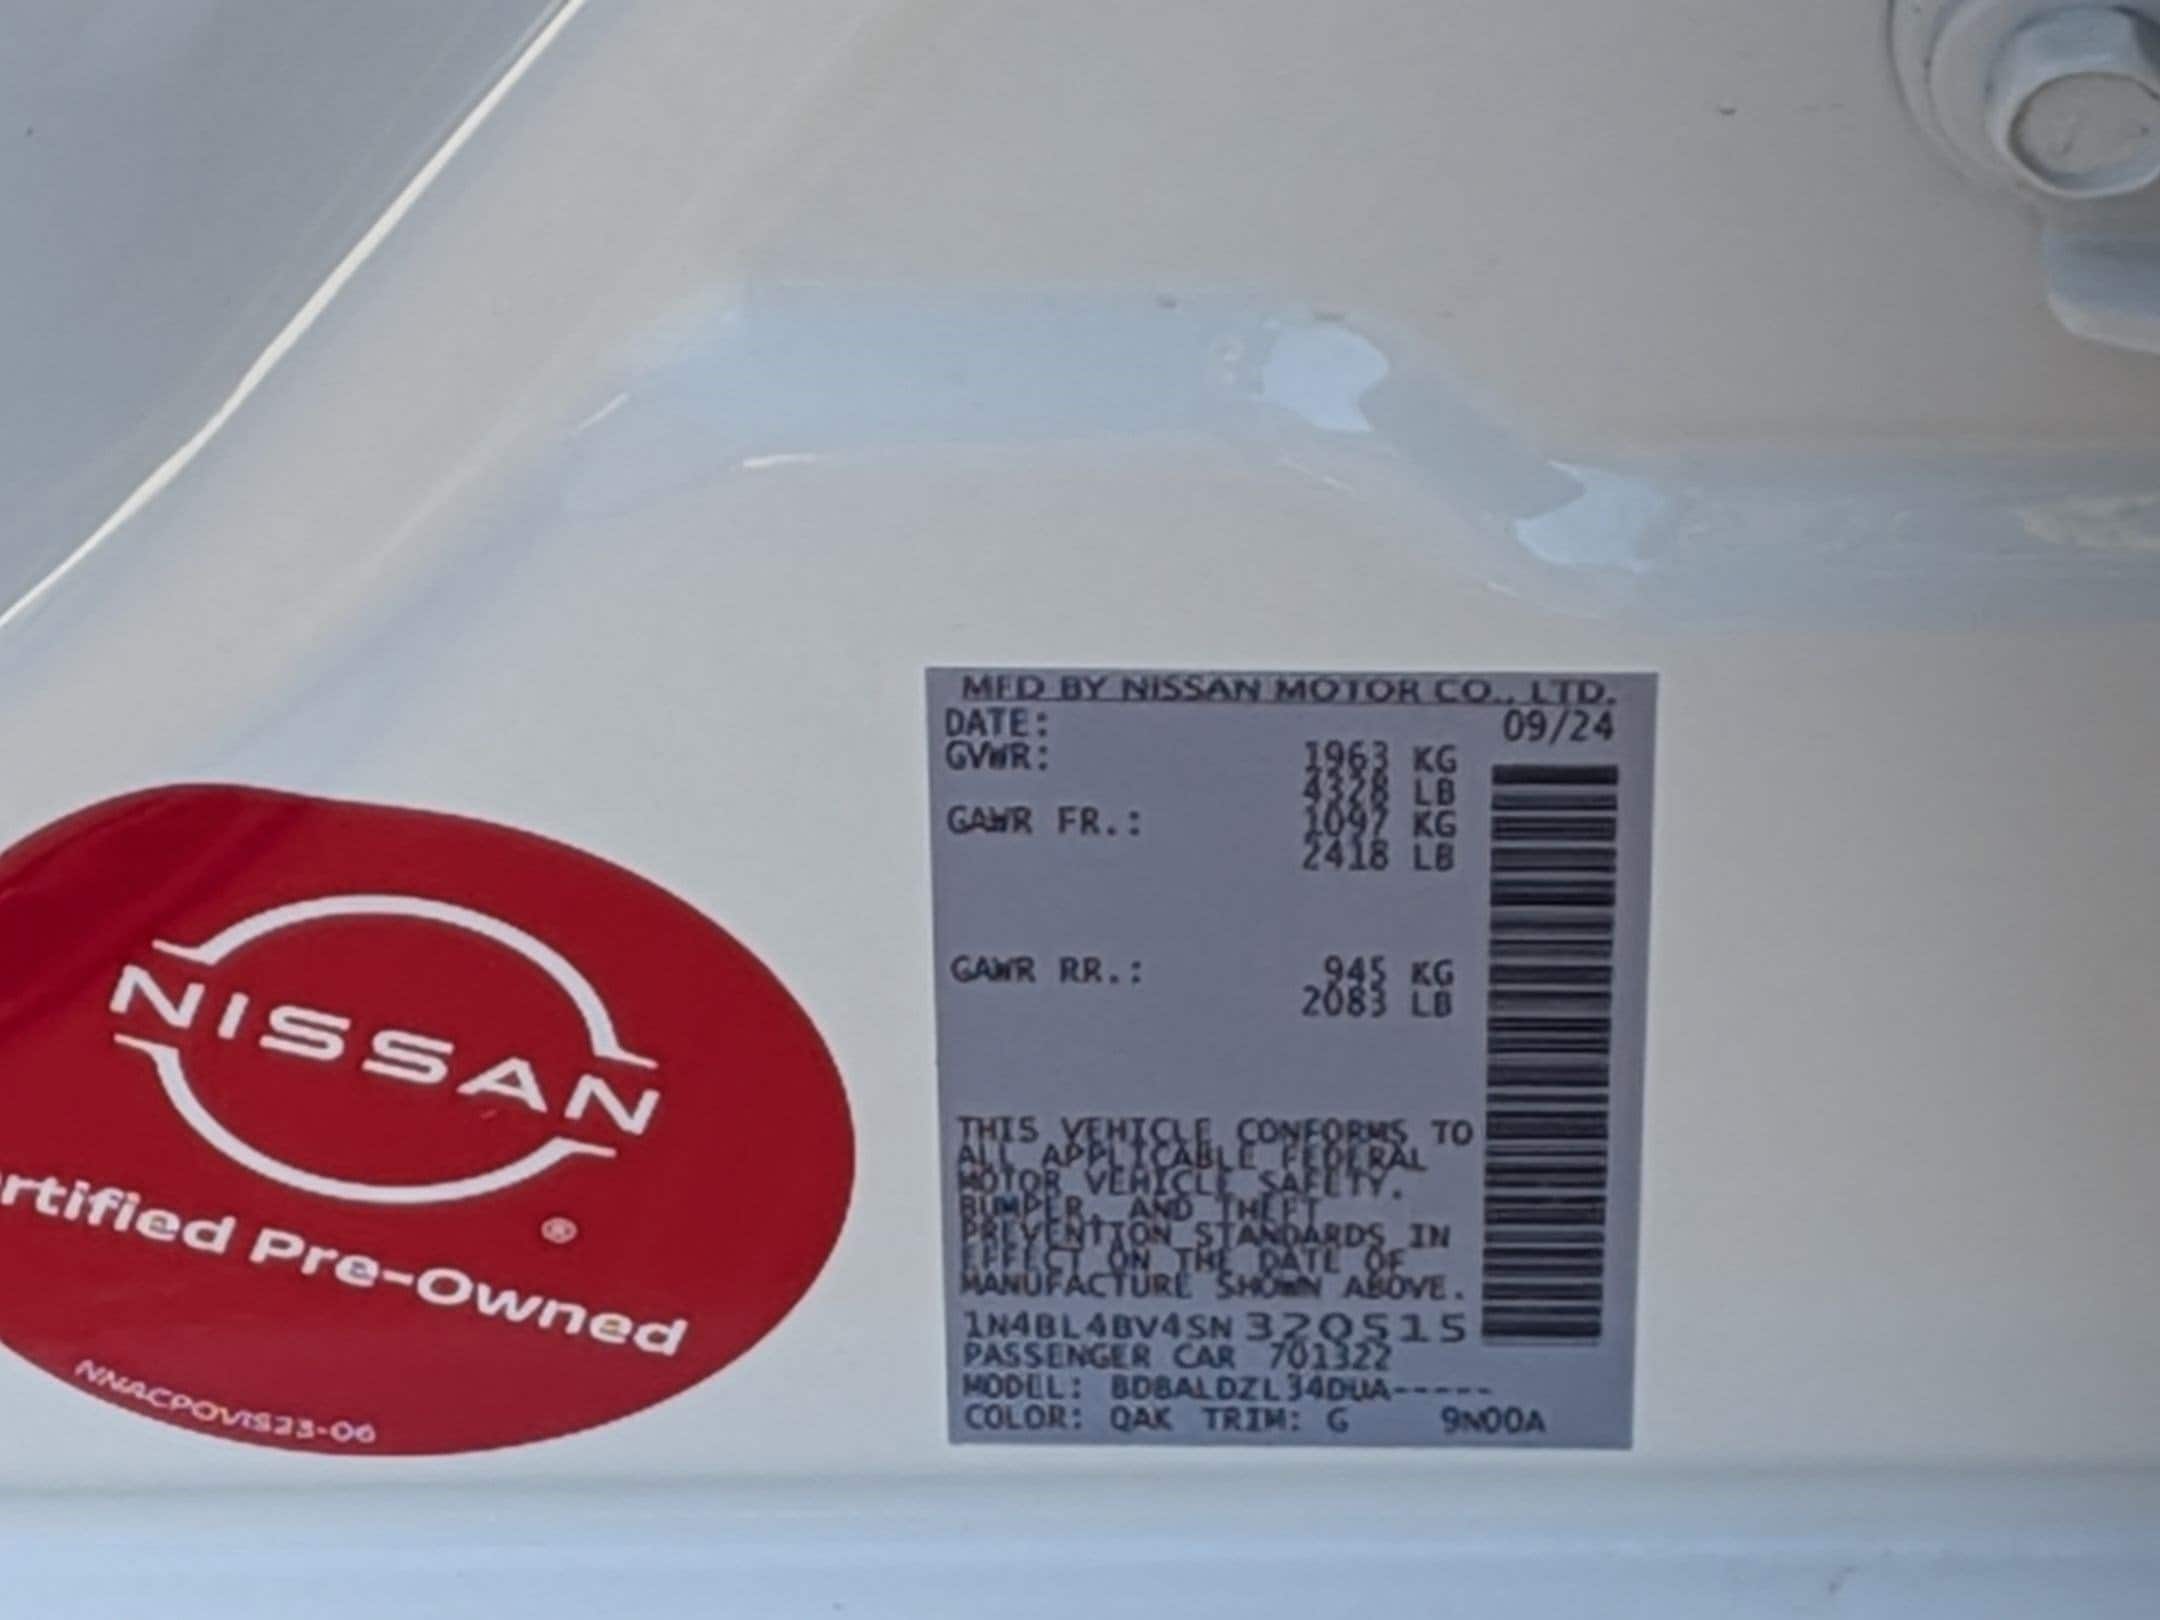 NISSAN
®
rtified Pre-Owned
NNACPOVIS23-06
MFD BY NISSAN MOTOR CO., LTD.
DATE: 09/24
GVWR: 1963 KG
4328 LB
GAWR FR.: 1097 KG
2418 LB
GAWR RR.: 945 KG
2083 LB
THIS VEHICLE CONFORMS TO
ALL APPLICABLE FEDERAL
MOTOR VEHICLE SAFETY,
BUMPER, AND THEFT
PREVENTION STANDARDS IN
EFFECT ON THE DATE OF
MANUFACTURE SHOWN ABOVE.
1N4BL4BV4SN320515
PASSENGER CAR 701322
MODEL: BDBALDZL34DUA-----
COLOR: QAK TRIM: G 9N00A